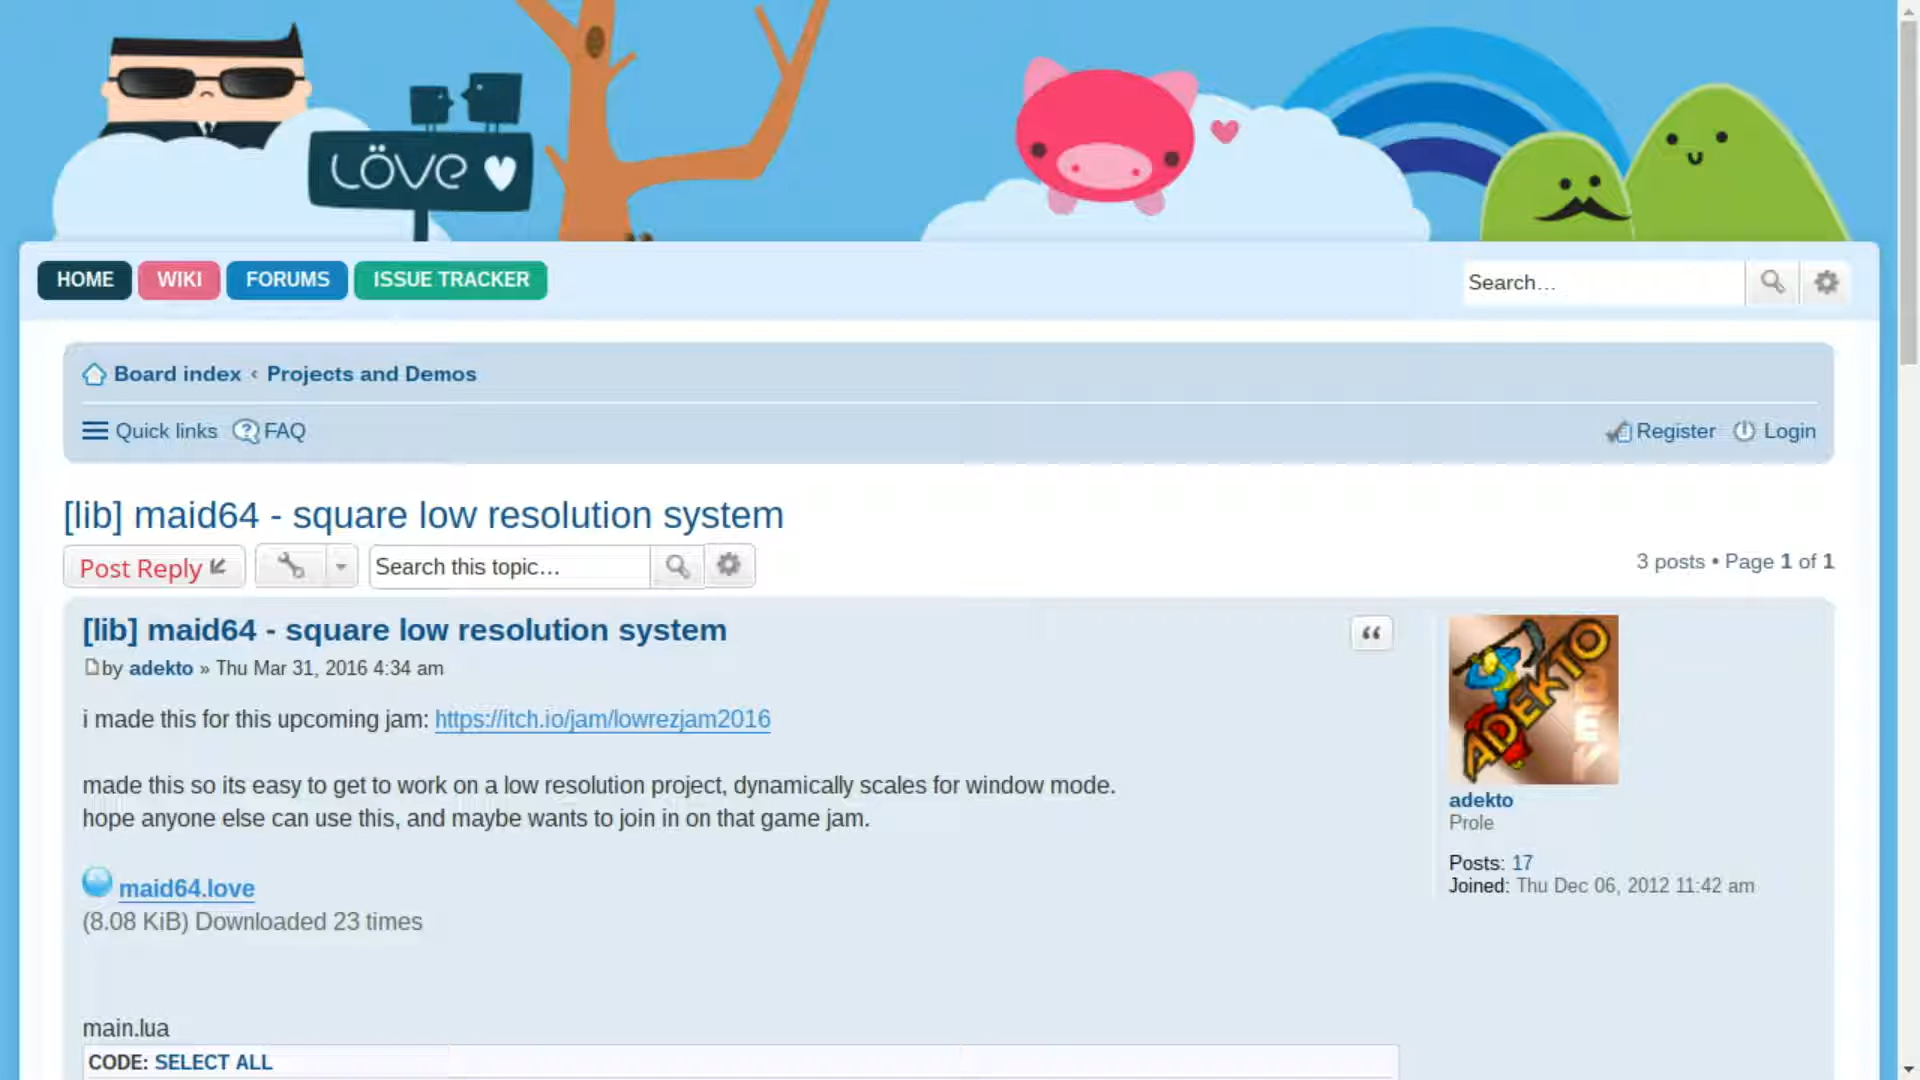 LÖVE
HOME WIKI FORUMS ISSUE TRACKER Search…
Board index ‹ Projects and Demos
Quick links FAQ Register Login
[lib] maid64 - square low resolution system
Post Reply Search this topic… 3 posts • Page 1 of 1
[lib] maid64 - square low resolution system
by adekto » Thu Mar 31, 2016 4:34 am
i made this for this upcoming jam: https://itch.io/jam/lowrezjam2016
made this so its easy to get to work on a low resolution project, dynamically scales for window mode.
hope anyone else can use this, and maybe wants to join in on that game jam.
maid64.love
(8.08 KiB) Downloaded 23 times
main.lua
CODE: SELECT ALL
ADEKTO
adekto
Prole
Posts: 17
Joined: Thu Dec 06, 2012 11:42 am